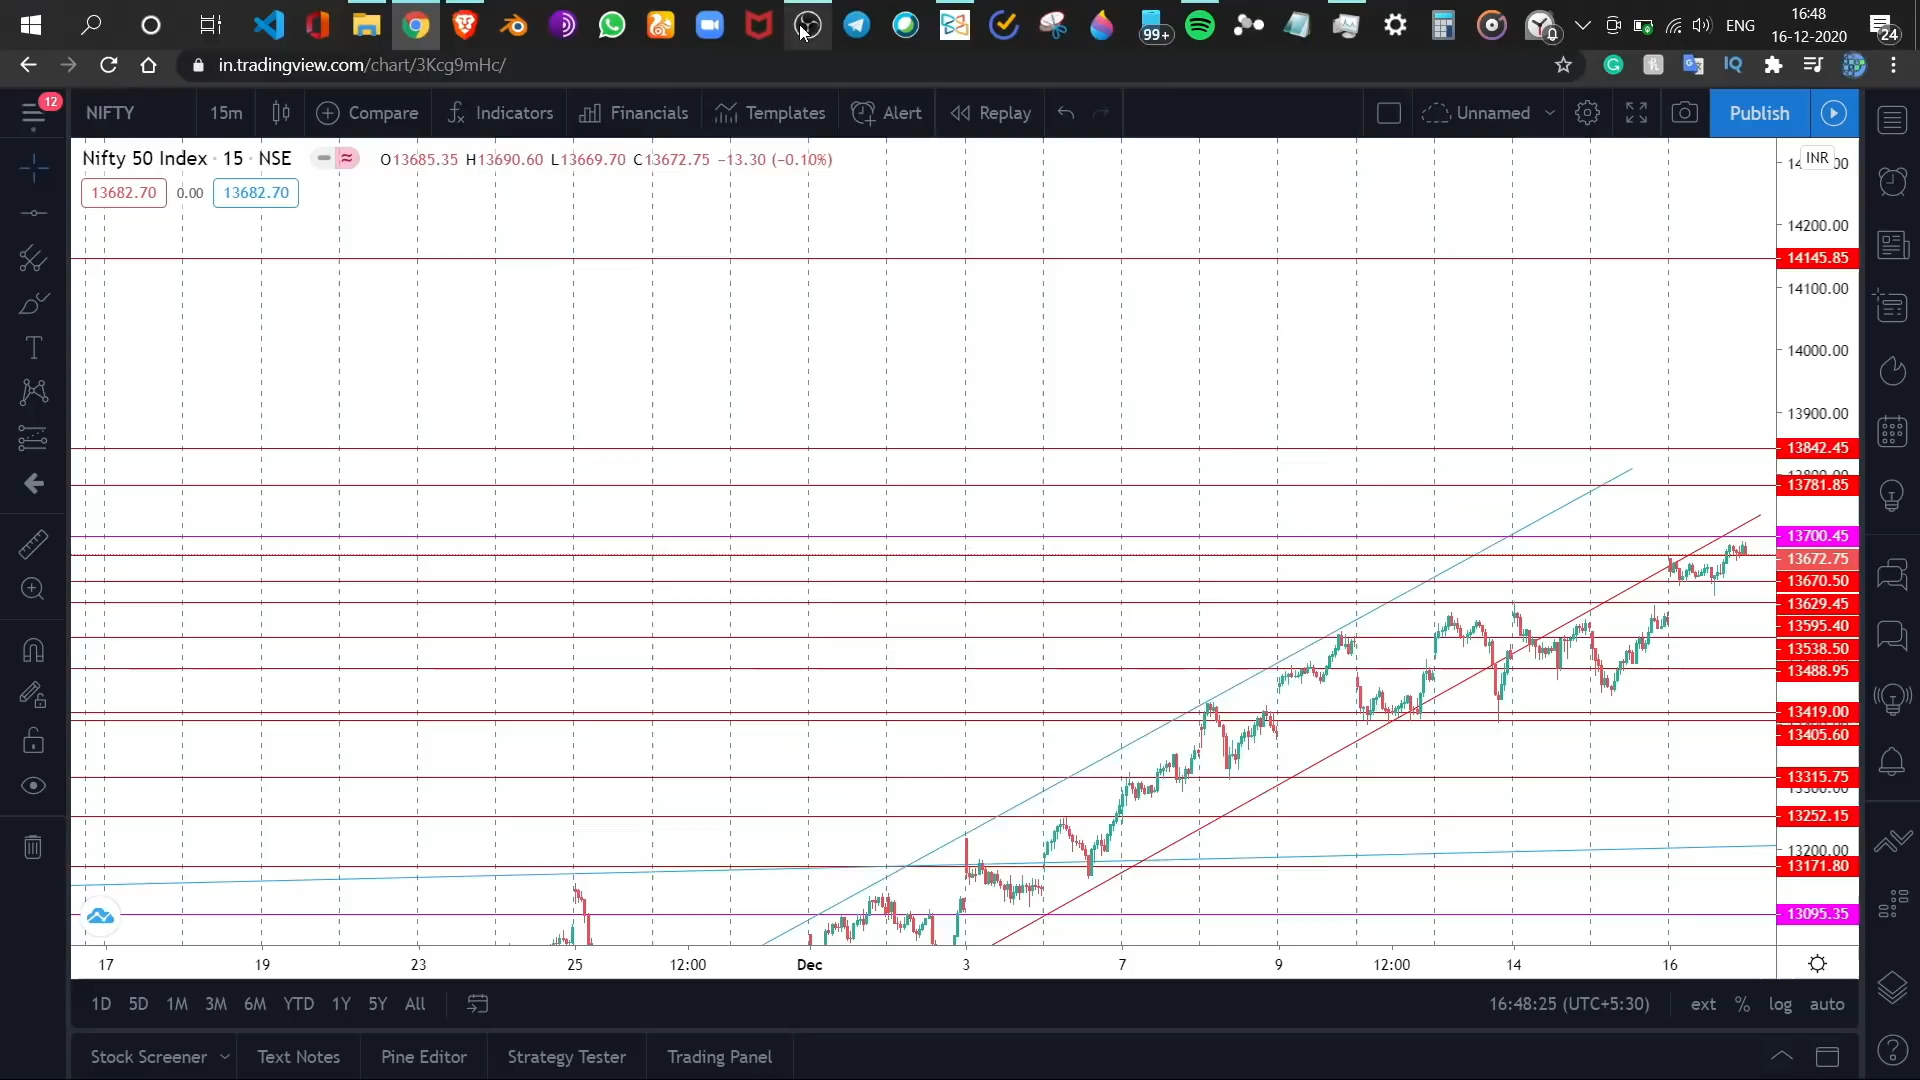 99+
ENG
16:48
16-12-2020
24
in.tradingview.com/chart/3Kcg9mHc/
IQ
12
NIFTY
15m
Compare
Indicators
Financials
Templates
Alert
Replay
Unnamed
Publish
Nifty 50 Index · 15 · NSE
O13685.35 H13690.60 L13669.70 C13672.75 −13.30 (−0.10%)
13682.70 0.00 13682.70
INR
14200.00
14145.85
14100.00
14000.00
13900.00
13842.45
13781.85
13700.45
13672.75
13670.50
13629.45
13595.40
13538.50
13488.95
13419.00
13405.60
13315.75
13252.15
13200.00
13171.80
13095.35
17 19 23 25 12:00 Dec 3 7 9 12:00 14 16
1D 5D 1M 3M 6M YTD 1Y 5Y All
16:48:25 (UTC+5:30)
ext % log auto
Stock Screener
Text Notes
Pine Editor
Strategy Tester
Trading Panel